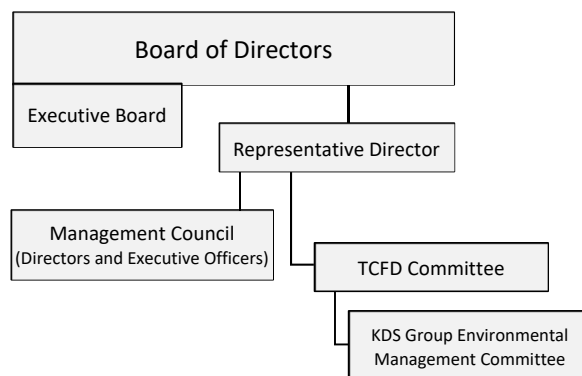 Board of Directors
Executive Board
Representative Director
Management Council
(Directors and Executive Officers)
TCFD Committee
KDS Group Environmental
Management Committee